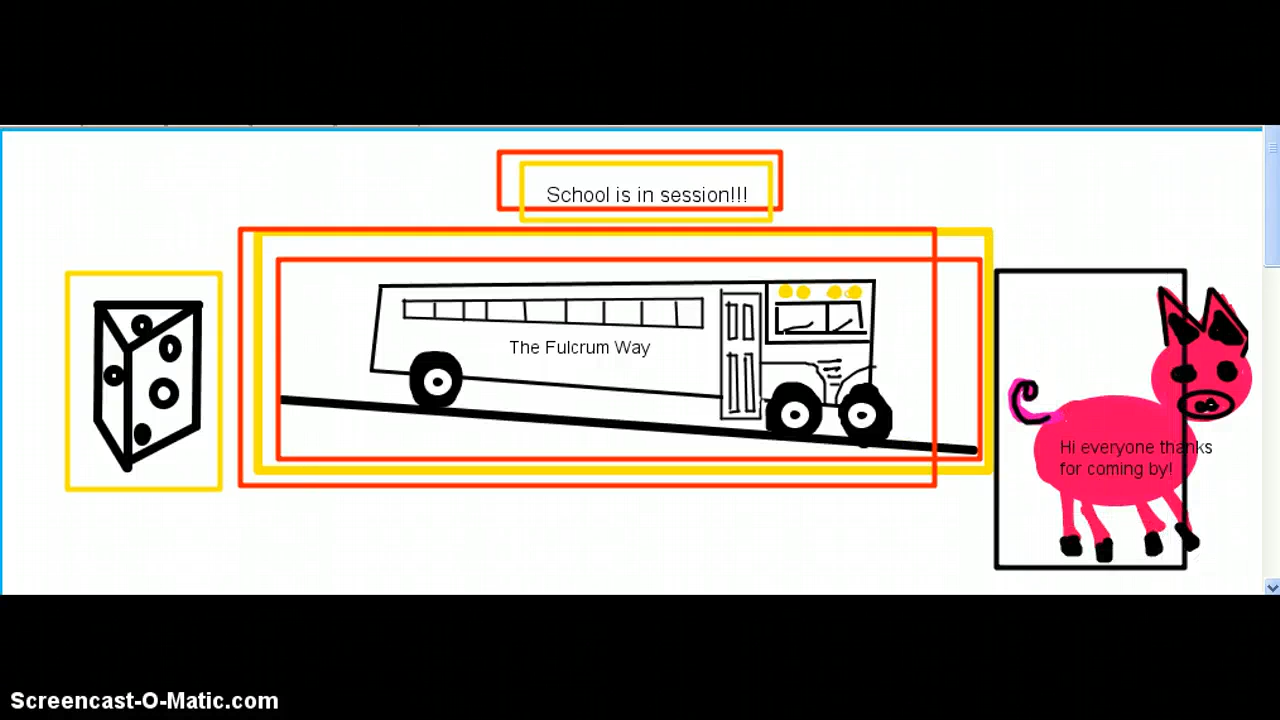 School is in session!!!
The Fulcrum Way
Hi everyone thanks
for coming by!
Screencast-O-Matic.com